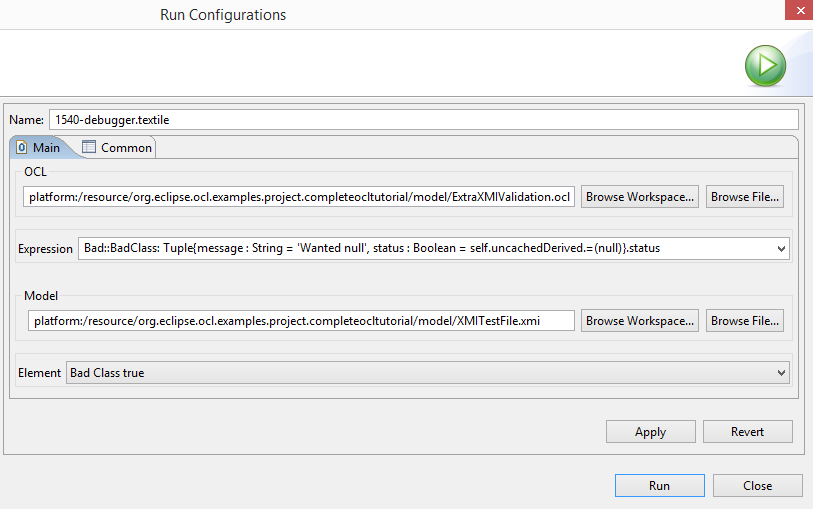 Run Configurations
Name: 1540-debugger.textile
Main Common
OCL
platform:/resource/org.eclipse.ocl.examples.project.completeocltutorial/model/ExtraXMIValidation.ocl Browse Workspace... Browse File...
Expression Bad::BadClass: Tuple{message : String = 'Wanted null', status : Boolean = self.uncachedDerived.=(null)}.status
Model
platform:/resource/org.eclipse.ocl.examples.project.completeocltutorial/model/XMITestFile.xmi Browse Workspace... Browse File...
Element Bad Class true
Apply Revert
Run Close